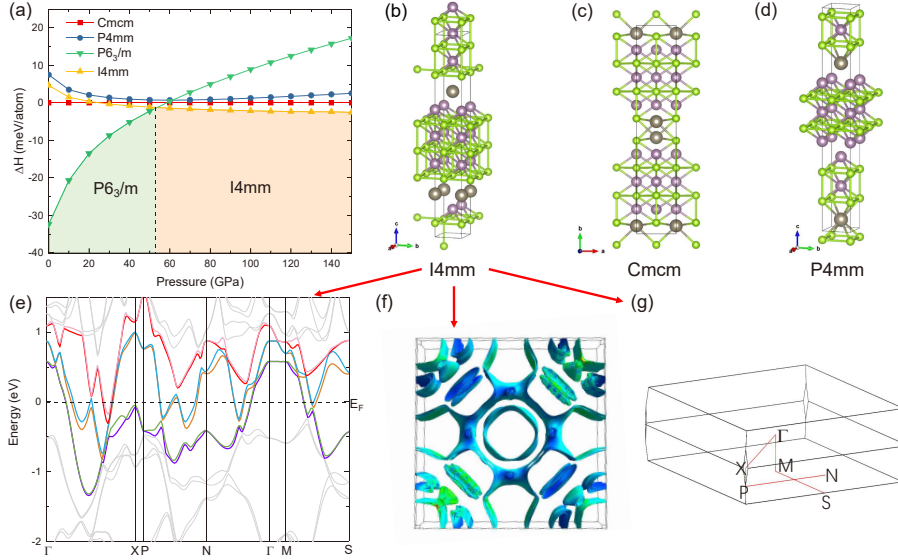 (a)
Cmcm
P4mm
P6₃/m
I4mm
ΔH (meV/atom)
20
10
0
-10
-20
-30
-40
P6₃/m
I4mm
0 20 40 60 80 100 120 140
Pressure (GPa)
(b)
c
b
I4mm
(c)
b
a
Cmcm
(d)
c
b
P4mm
(e)
Energy (eV)
1
0
-1
-2
E_F
Γ X P N Γ M S
(f)
(g)
Γ
X
M
P
N
S